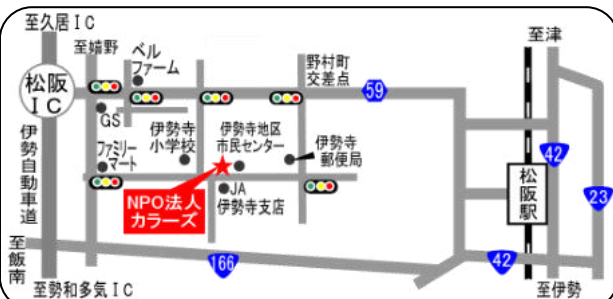 至久居IC
至嬉野
ベル
ファーム
野村町
交差点
至津
松阪
IC
59
GS
伊勢寺
小学校
伊勢寺地区
市民センター
伊勢寺
郵便局
ファミリー
マート
伊勢自動車道
NPO法人
カラーズ
JA
伊勢寺支店
松阪駅
42
23
至飯南
166
42
至勢和多気IC
至伊勢